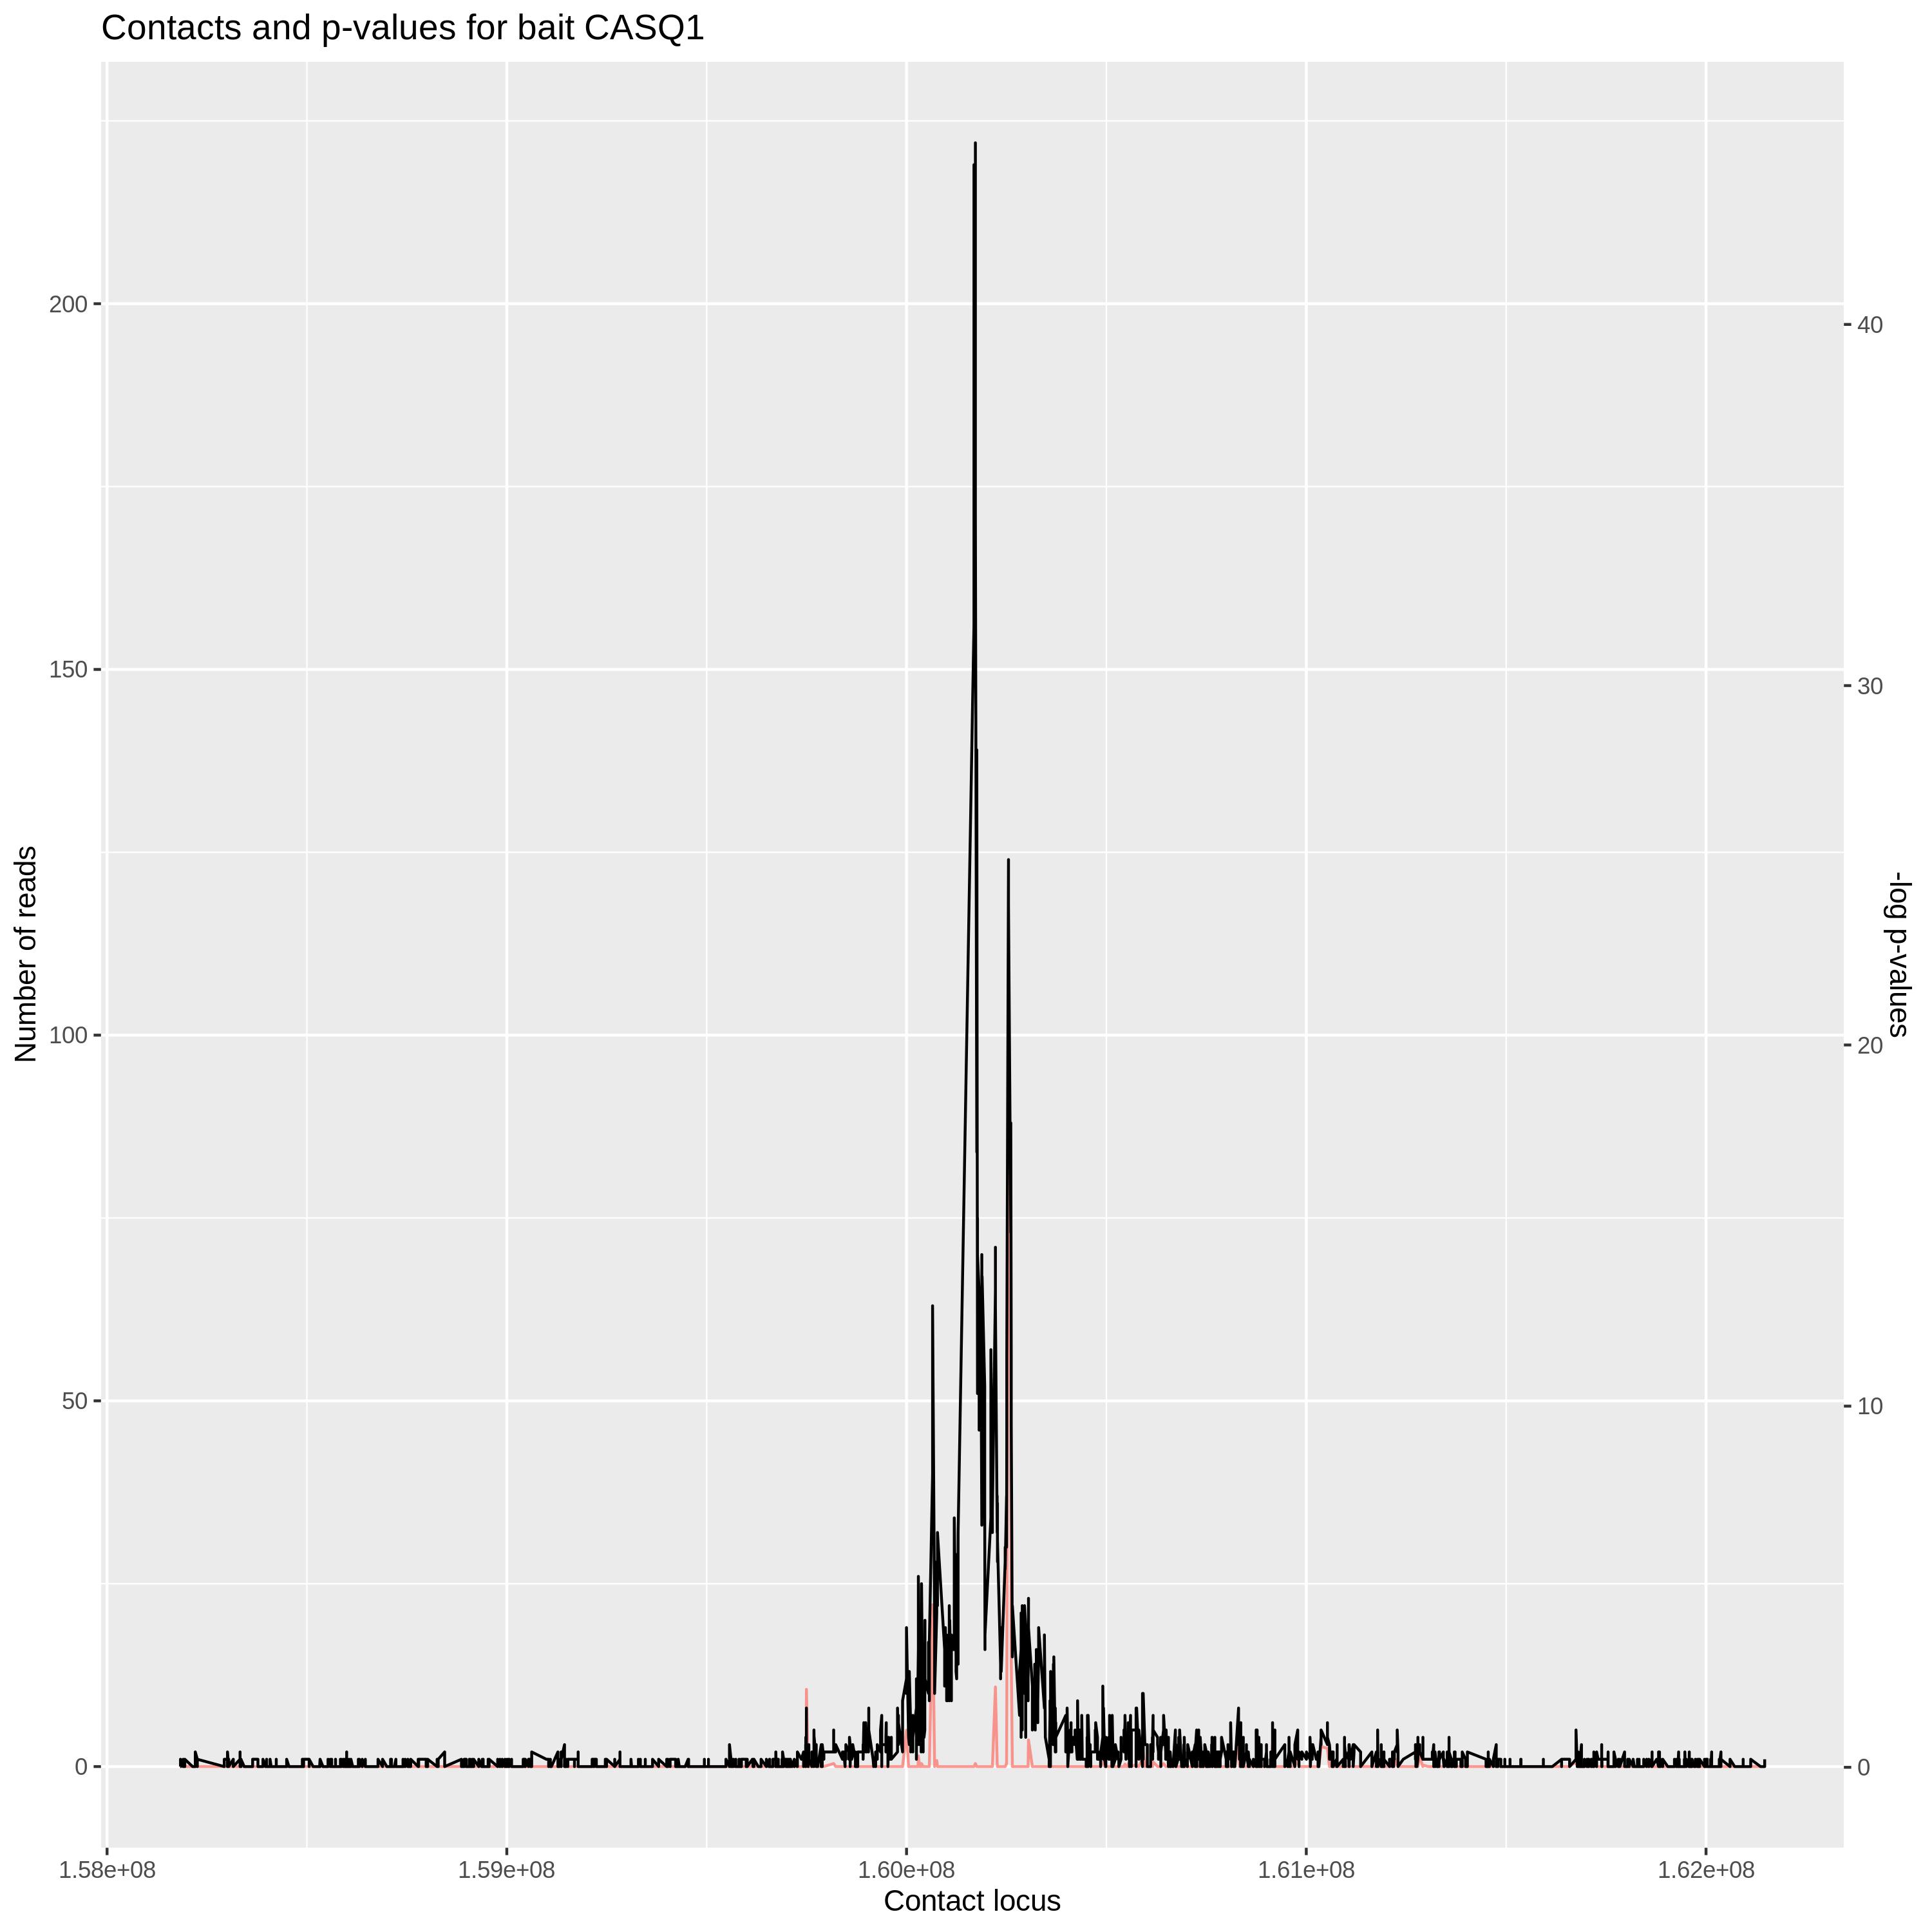 Contacts and p-values for bait CASQ1
Number of reads
200
150
100
50
0
40
30
20
10
0
-log p-values
1.58e+08
1.59e+08
1.60e+08
1.61e+08
1.62e+08
Contact locus